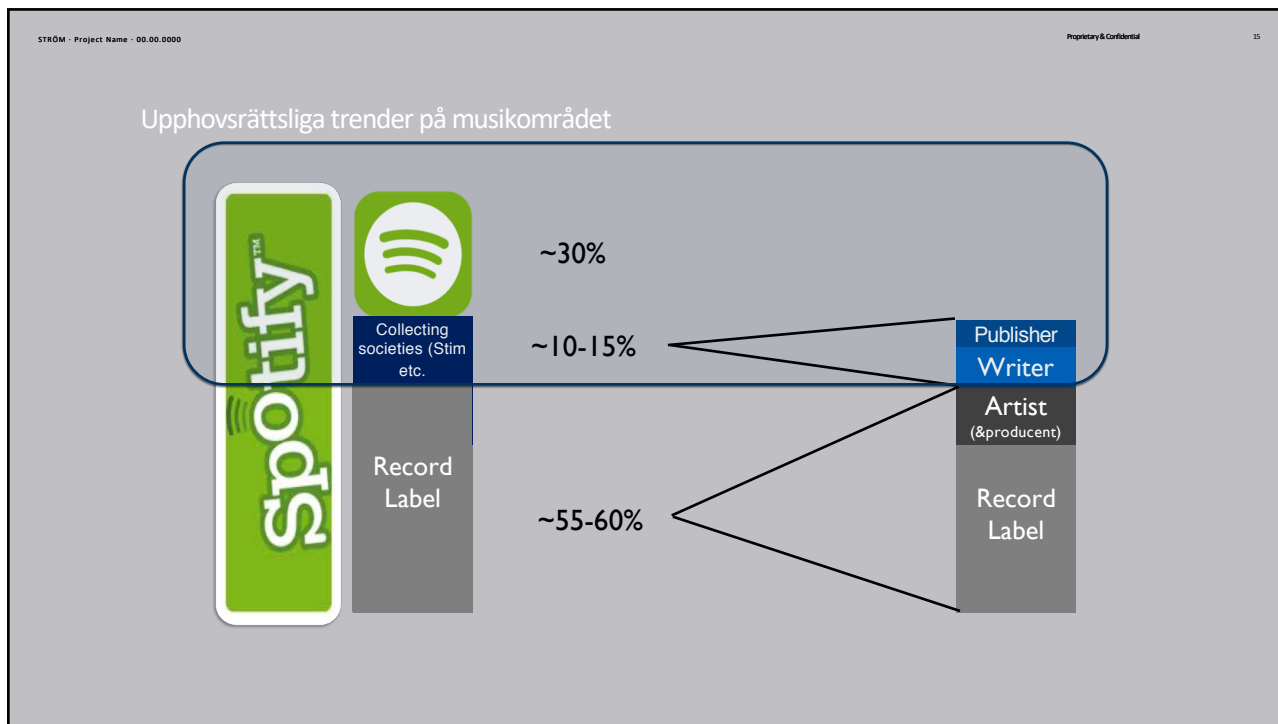 STRÖM - Project Name - 00.00.0000
Proprietary & Confidential
15
Upphovsrättsliga trender på musikområdet
Spotify™
~30%
Collecting
societies (Stim
etc.
~10-15%
Publisher
Writer
Artist
(&producent)
Record
Label
~55-60%
Record
Label